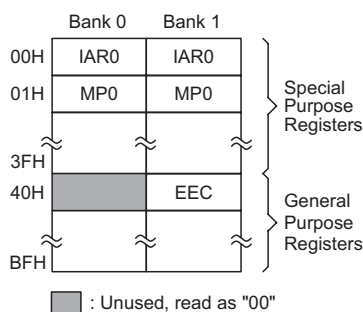 Bank 0 Bank 1
00H IAR0 IAR0
01H MP0 MP0
Special
Purpose
Registers
3FH
40H EEC
General
Purpose
Registers
BFH
: Unused, read as "00"